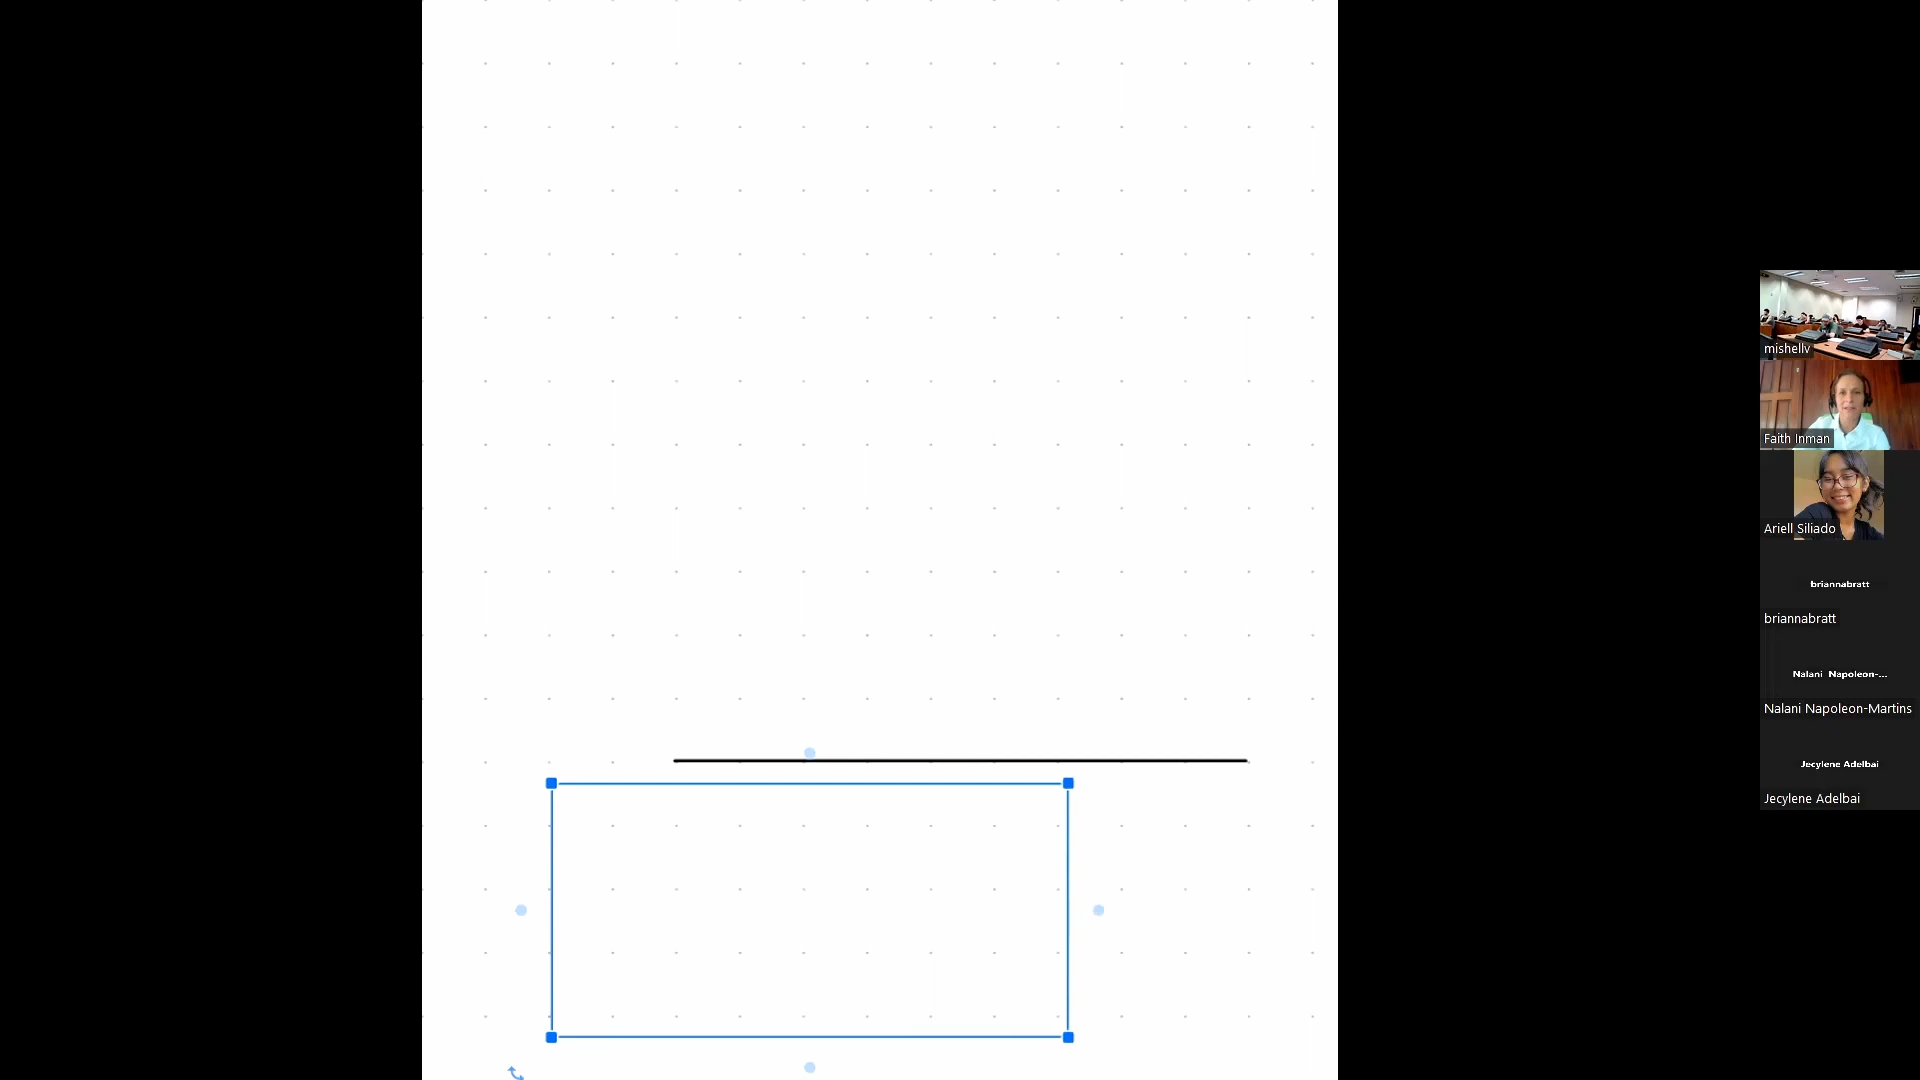 mishellv
Faith Inman
Ariell Siliado
briannabratt
briannabratt
Nalani Napoleon-...
Nalani Napoleon-Martins
Jecylene Adelbai
Jecylene Adelbai